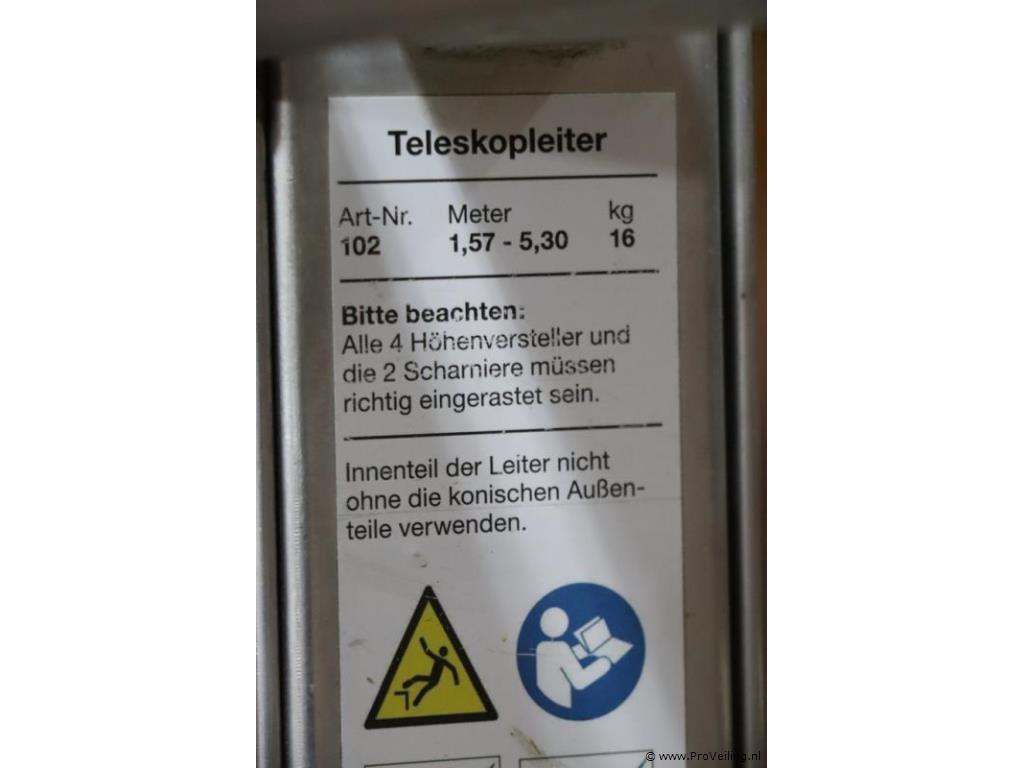 Teleskopleiter
Art-Nr. Meter kg
102 1,57 - 5,30 16
Bitte beachten:
Alle 4 Höhenversteller und
die 2 Scharniere müssen
richtig eingerastet sein.
Innenteil der Leiter nicht
ohne die konischen Außen-
teile verwenden.
© www.ProVeiling.nl